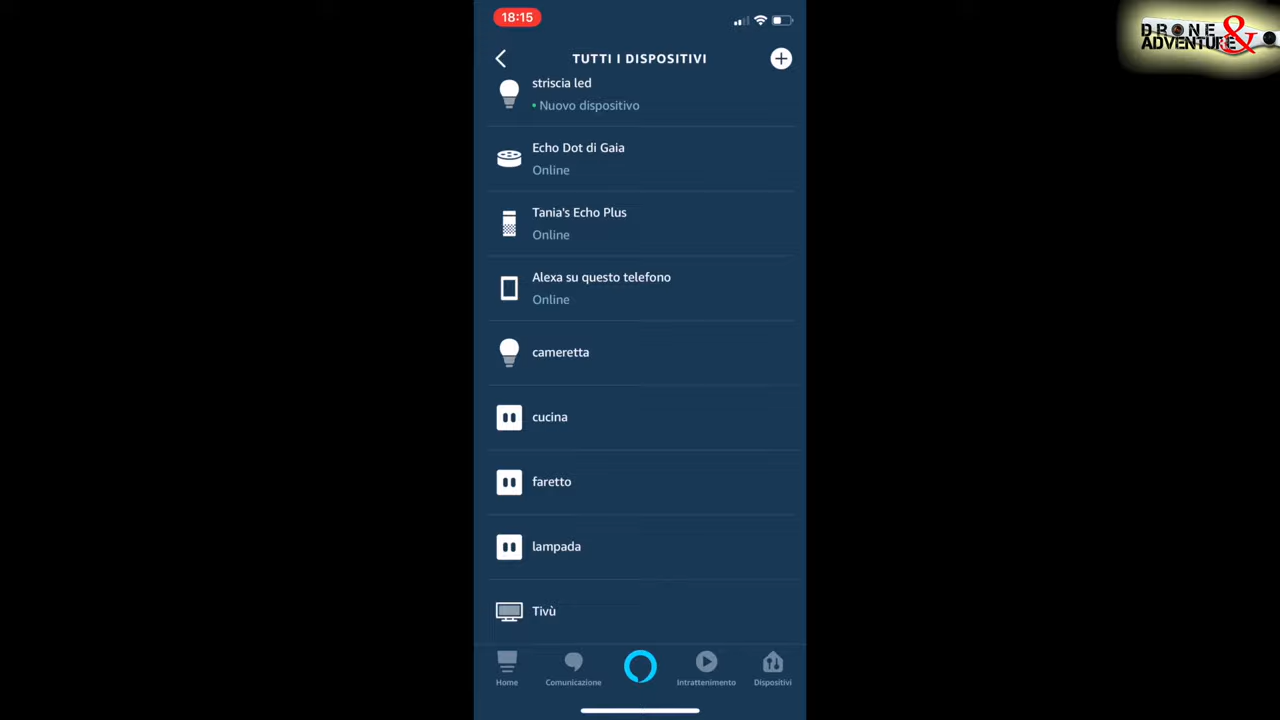 18:15
DRONE &
ADVENTURE
TUTTI I DISPOSITIVI
striscia led
• Nuovo dispositivo
Echo Dot di Gaia
Online
Tania's Echo Plus
Online
Alexa su questo telefono
Online
cameretta
cucina
faretto
lampada
Tivù
Home
Comunicazione
Intrattenimento
Dispositivi